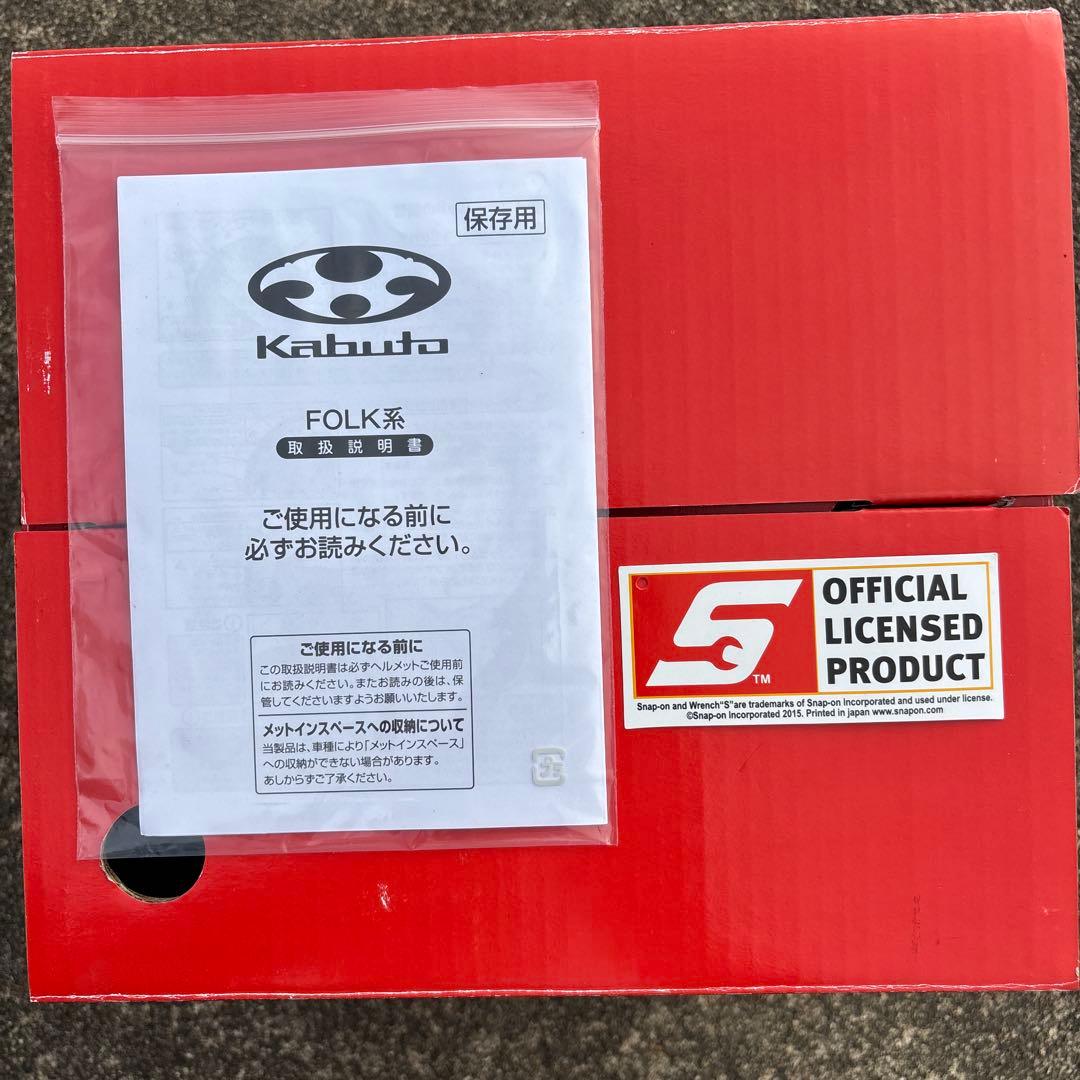 保存用
Kabuto
FOLK系
取扱説明書
ご使用になる前に
必ずお読みください。
ご使用になる前に
この取扱説明書は必ずヘルメットご使用前
にお読みください。またお読みの後は、保
管してくださいますようお願いいたします。
メットインスペースへの収納について
当製品は、車種により「メットインスペース」
への収納ができない場合があります。
あしからずご了承ください。
S
TM
OFFICIAL
LICENSED
PRODUCT
Snap-on and Wrench"S"are trademarks of Snap-on Incorporated and used under license.
©Snap-on Incorporated 2015. Printed in japan www.snapon.com